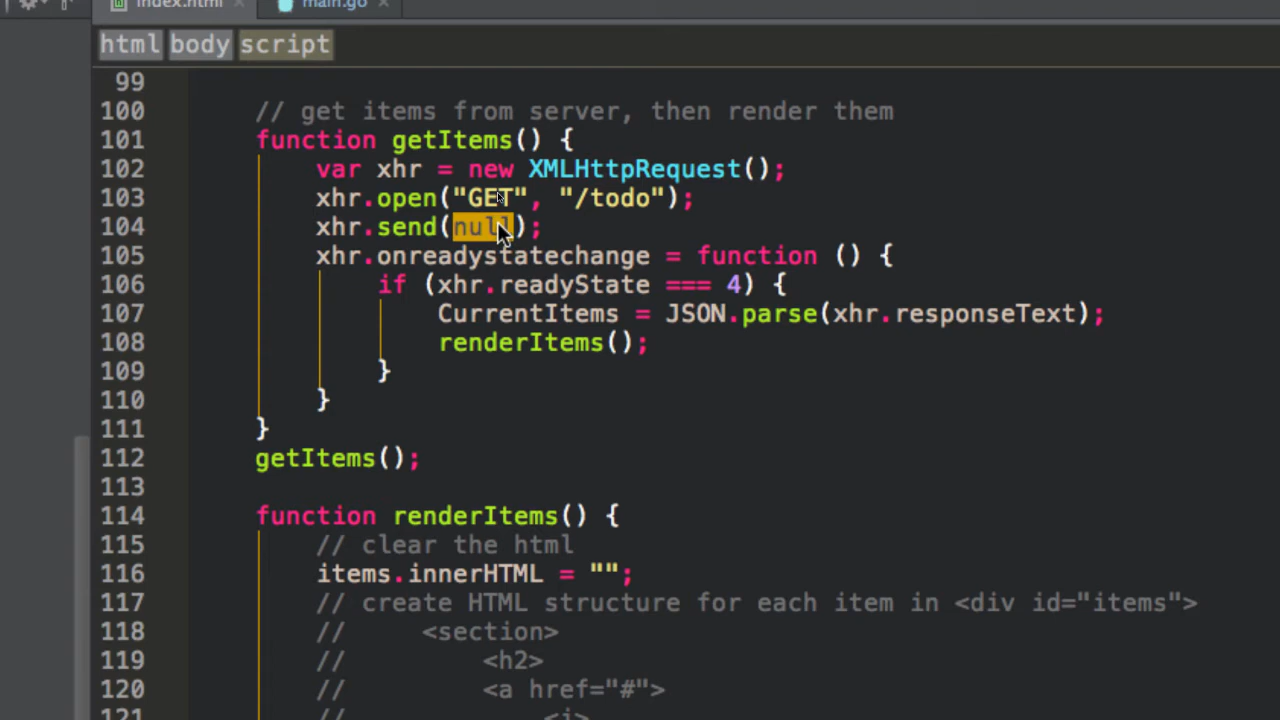 index.html × main.go ×
html body script
99
100 // get items from server, then render them
101 function getItems() {
102 var xhr = new XMLHttpRequest();
103 xhr.open("GET", "/todo");
104 xhr.send(null);
105 xhr.onreadystatechange = function () {
106 if (xhr.readyState === 4) {
107 CurrentItems = JSON.parse(xhr.responseText);
108 renderItems();
109 }
110 }
111 }
112 getItems();
113
114 function renderItems() {
115 // clear the html
116 items.innerHTML = "";
117 // create HTML structure for each item in <div id="items">
118 // <section>
119 // <h2>
120 // <a href="#">
121 // <i>